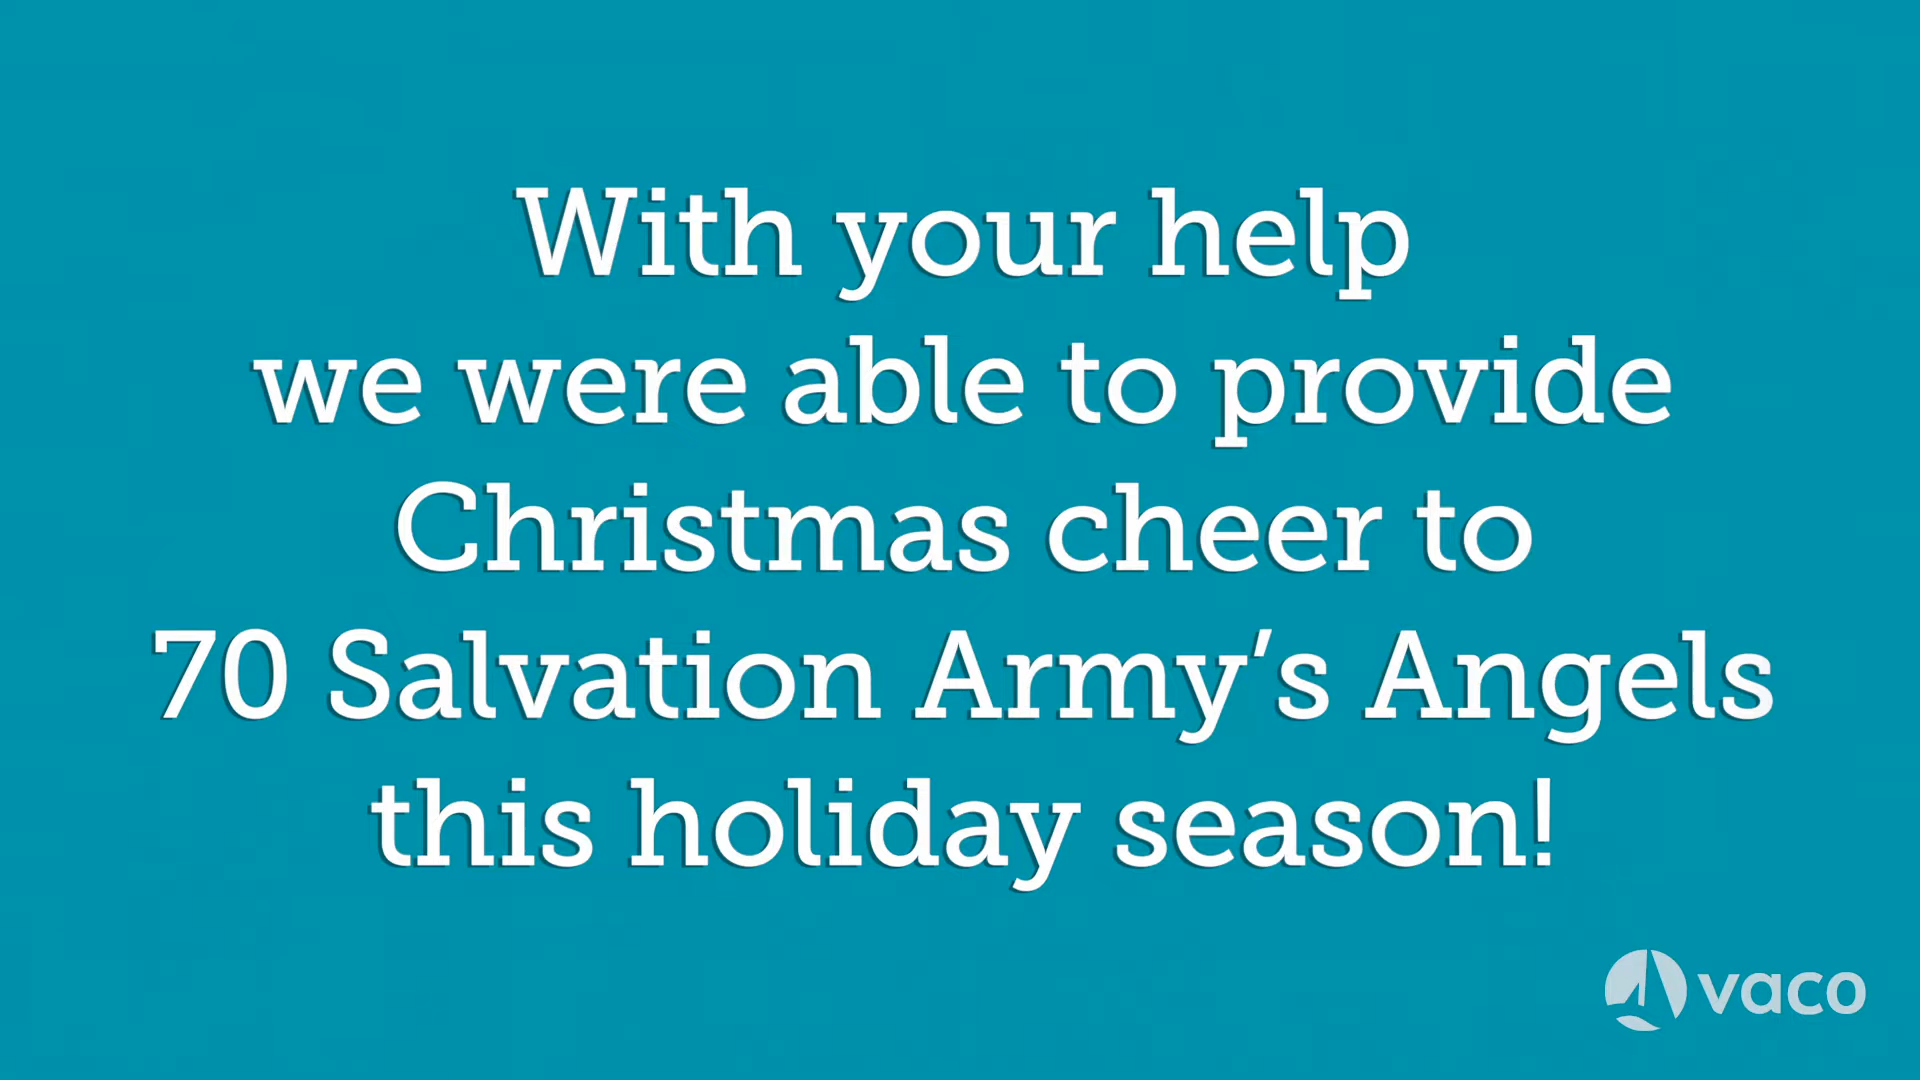 With your help
we were able to provide
Christmas cheer to
70 Salvation Army’s Angels
this holiday season!
vaco